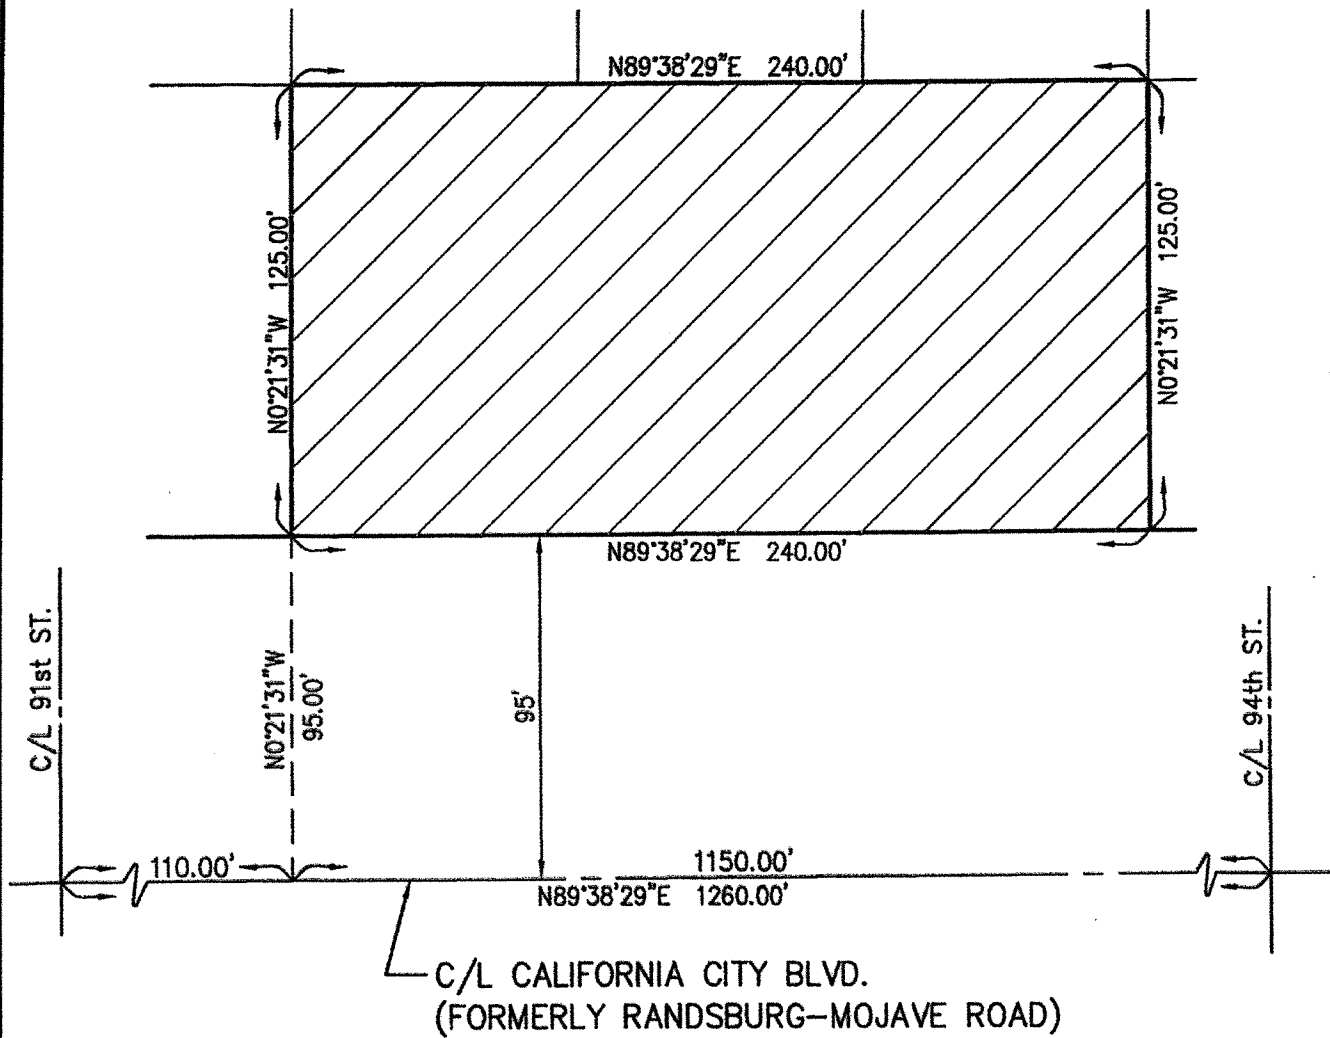 N89°38'29"E 240.00'
N0°21'31"W 125.00'
N0°21'31"W 125.00'
N89°38'29"E 240.00'
C/L 91st ST.
N0°21'31"W
95.00'
95'
C/L 94th ST.
110.00'
1150.00'
N89°38'29"E 1260.00'
C/L CALIFORNIA CITY BLVD.
(FORMERLY RANDSBURG-MOJAVE ROAD)